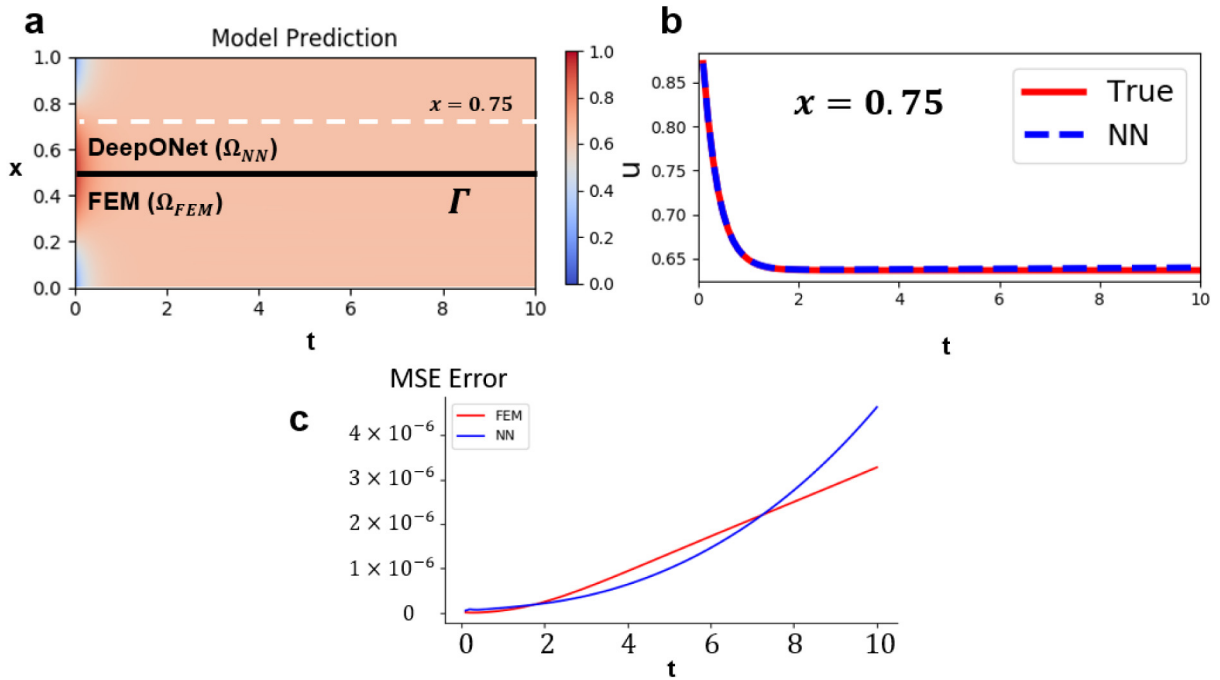 a
Model Prediction
1.0
0.8
0.6
0.4
0.2
0.0
x
x = 0.75
DeepONet (Ω_NN)
FEM (Ω_FEM)
Γ
0 2 4 6 8 10
t
1.0
0.8
0.6
0.4
0.2
0.0
b
0.85
0.80
0.75
0.70
0.65
u
x = 0.75
True
NN
0 2 4 6 8 10
t
MSE Error
c
FEM
NN
4 × 10⁻⁶
3 × 10⁻⁶
2 × 10⁻⁶
1 × 10⁻⁶
0
0 2 4 6 8 10
t